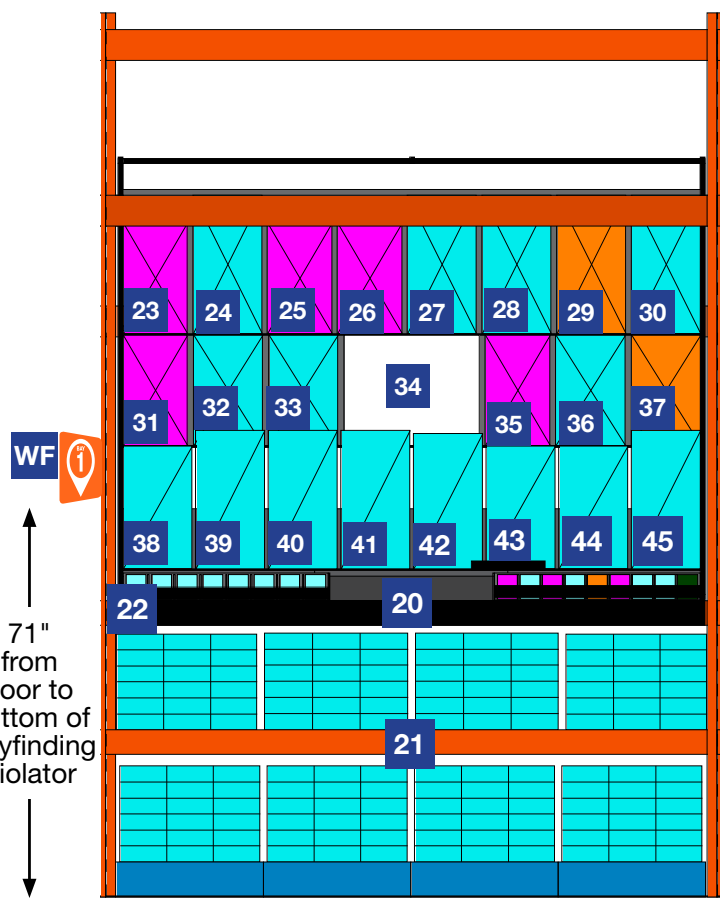 23 24 25 26 27 28 29 30
31 32 33 34 35 36 37
WF
BAY
1
38 39 40 41 42 43 44 45
22 20
71"
from
oor to
ttom of
yfinding
iolator
21